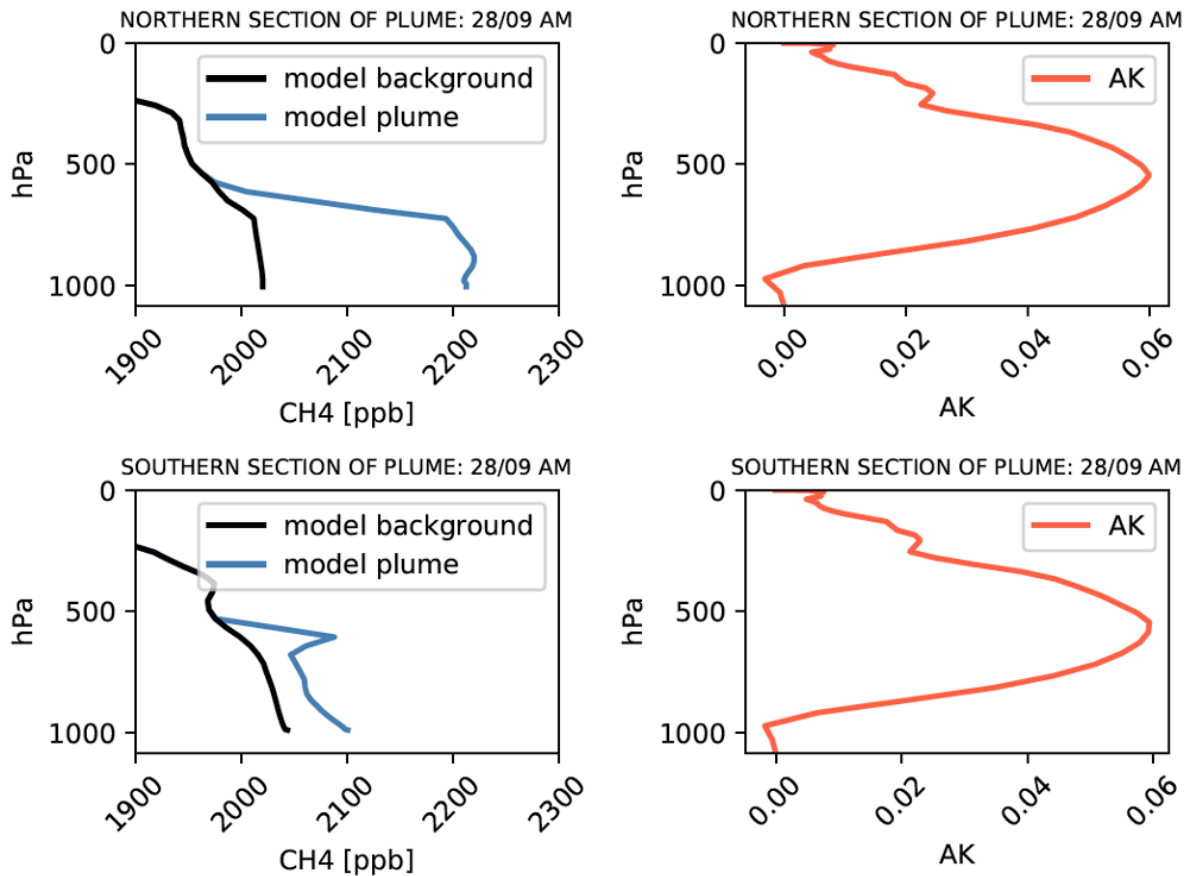 NORTHERN SECTION OF PLUME: 28/09 AM
0
500
1000
hPa
model background
model plume
1900
2000
2100
2200
2300
CH4 [ppb]
NORTHERN SECTION OF PLUME: 28/09 AM
0
500
1000
hPa
AK
0.00
0.02
0.04
0.06
AK
SOUTHERN SECTION OF PLUME: 28/09 AM
0
500
1000
hPa
model background
model plume
1900
2000
2100
2200
2300
CH4 [ppb]
SOUTHERN SECTION OF PLUME: 28/09 AM
0
500
1000
hPa
AK
0.00
0.02
0.04
0.06
AK